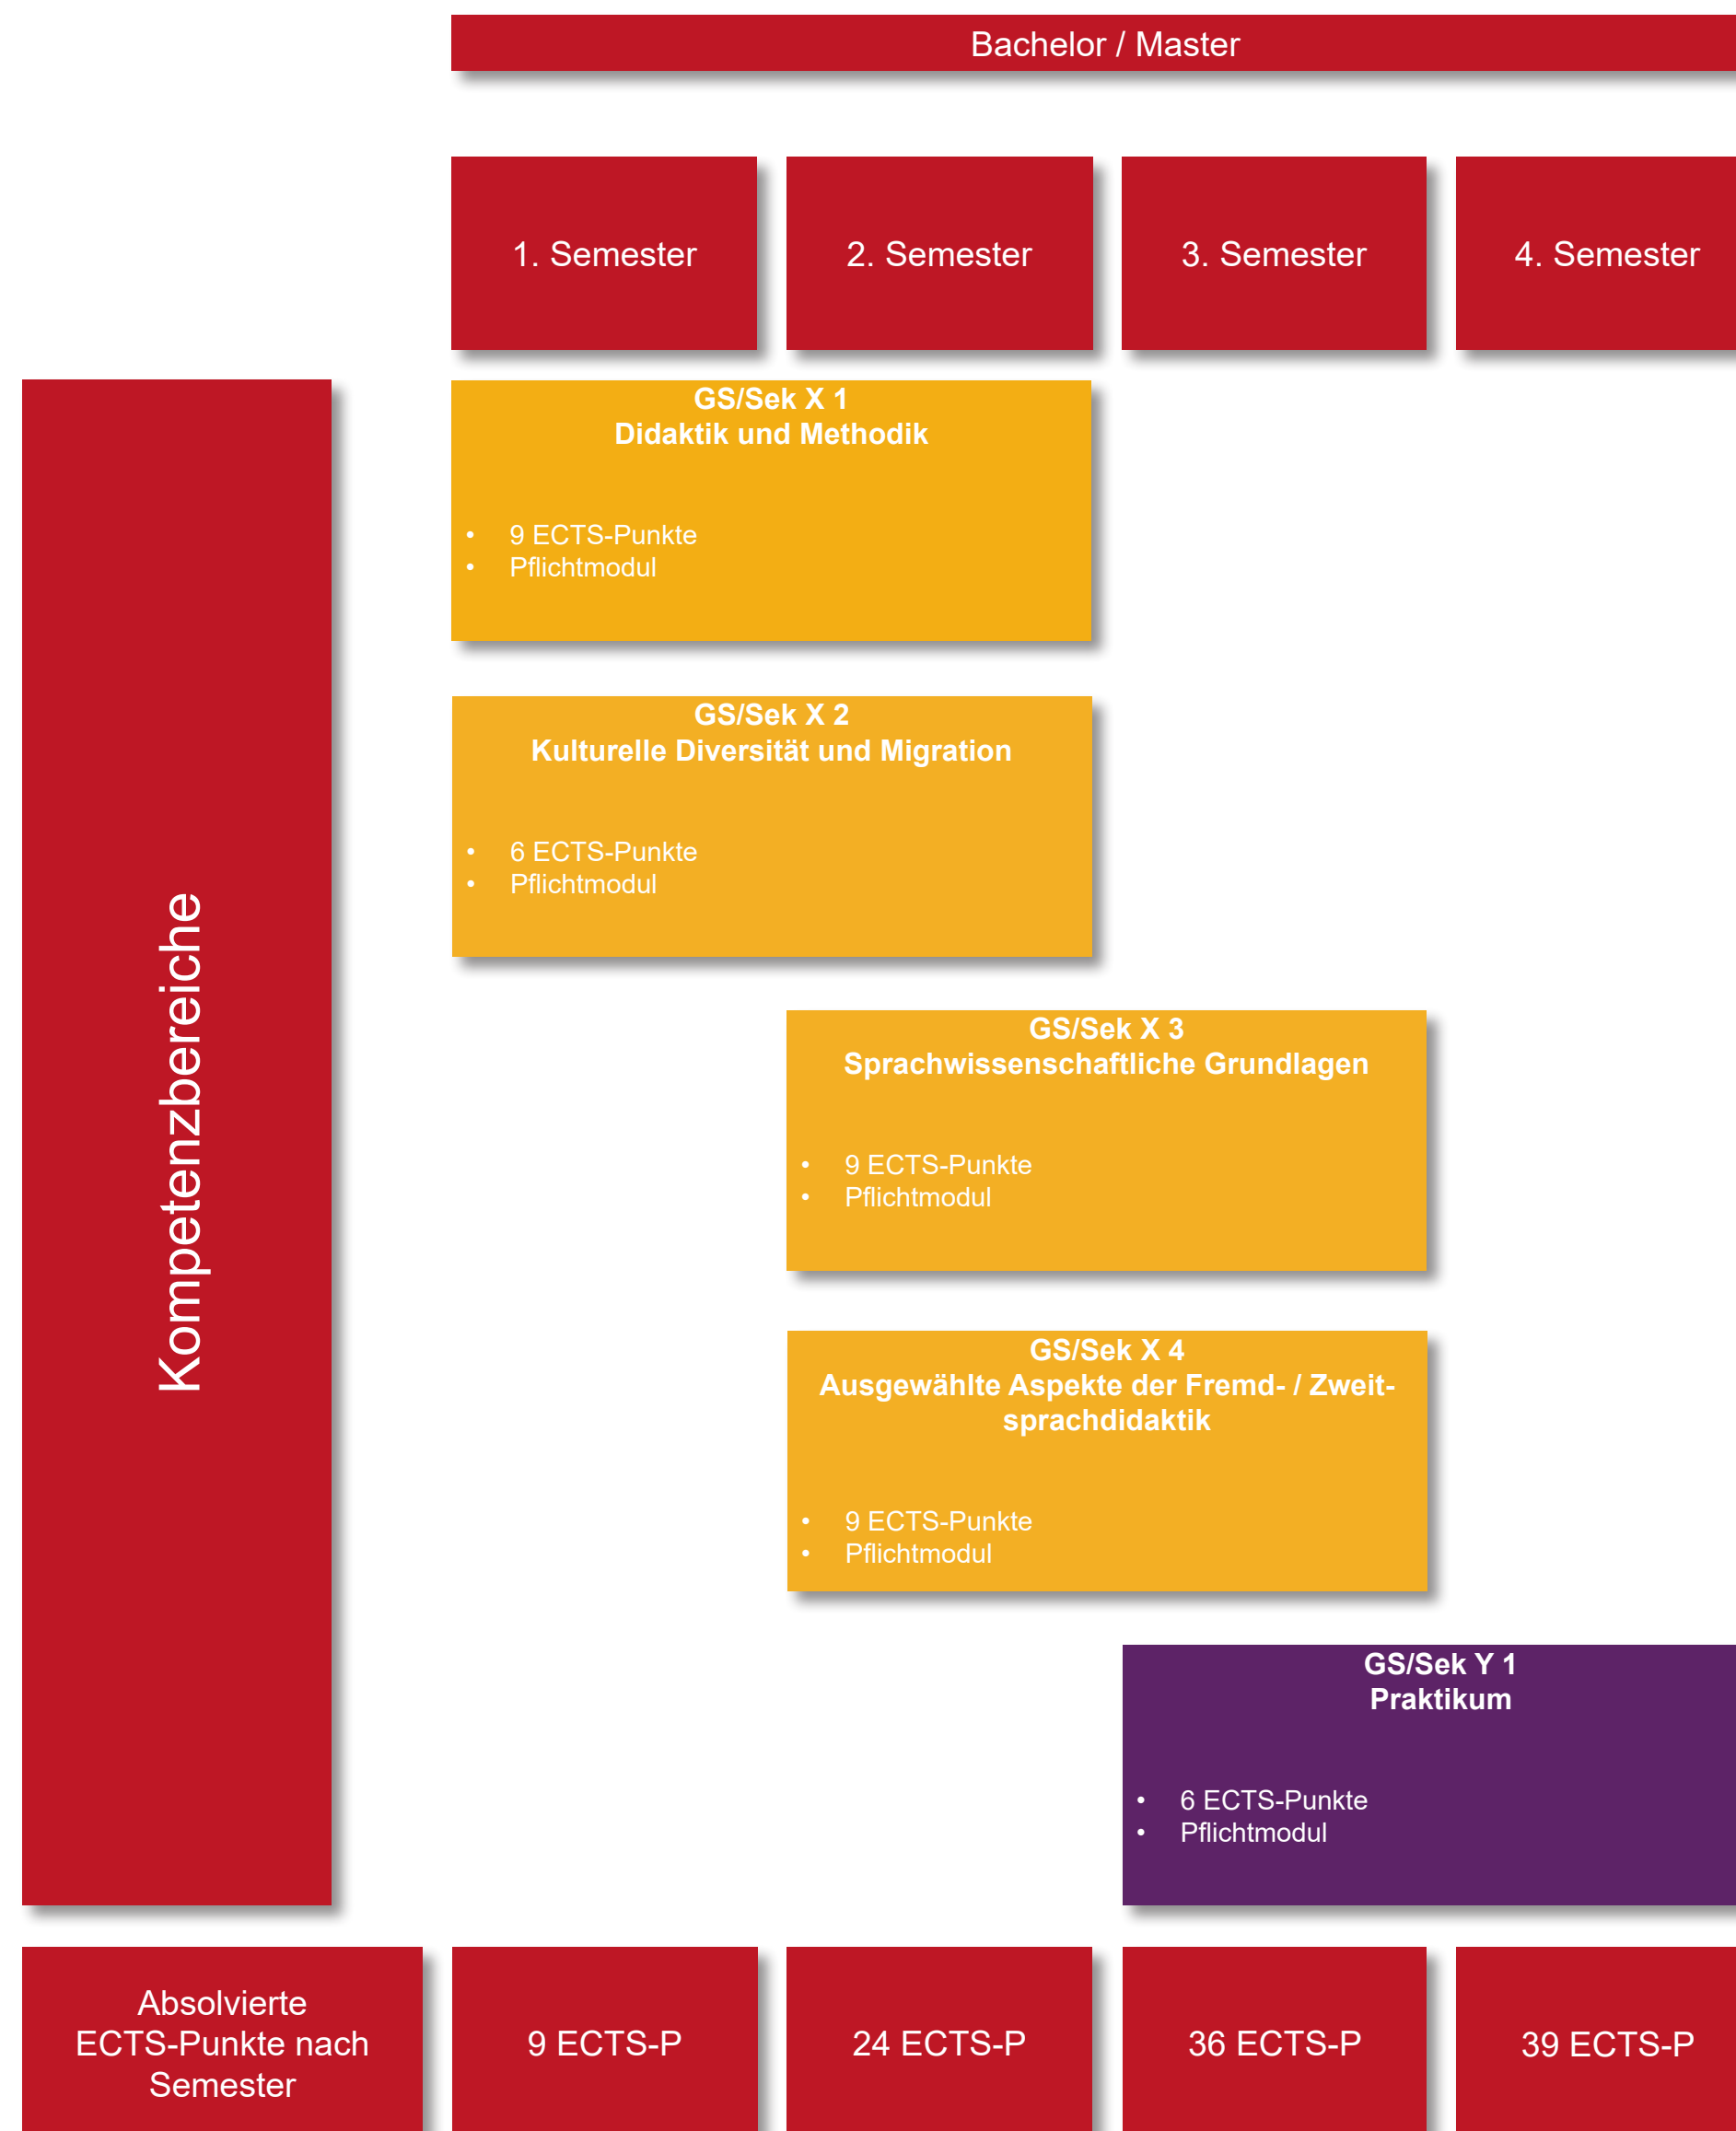 Bachelor / Master
1. Semester
2. Semester
3. Semester
4. Semester
Kompetenzbereiche
GS/Sek X 1
Didaktik und Methodik
• 9 ECTS-Punkte
• Pflichtmodul
GS/Sek X 2
Kulturelle Diversität und Migration
• 6 ECTS-Punkte
• Pflichtmodul
GS/Sek X 3
Sprachwissenschaftliche Grundlagen
• 9 ECTS-Punkte
• Pflichtmodul
GS/Sek X 4
Ausgewählte Aspekte der Fremd- / Zweit-
sprachdidaktik
• 9 ECTS-Punkte
• Pflichtmodul
GS/Sek Y 1
Praktikum
• 6 ECTS-Punkte
• Pflichtmodul
Absolvierte
ECTS-Punkte nach
Semester
9 ECTS-P
24 ECTS-P
36 ECTS-P
39 ECTS-P